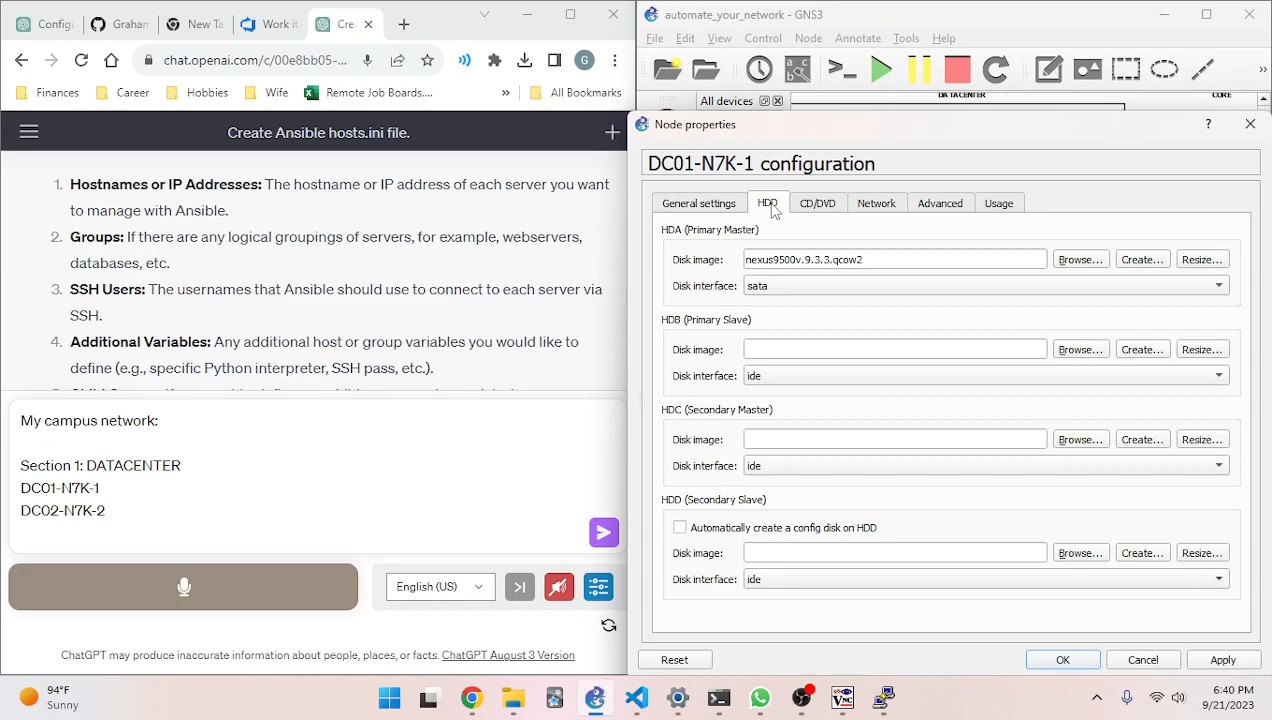 Config
Graham
New Ta
Work it
Cre
automate_your_network - GNS3
chat.openai.com/c/00e8bb05-...
G
File Edit View Control Node Annotate Tools Help
Finances
Career
Hobbies
Wife
Remote Job Boards....
»
All Bookmarks
All devices
DATACENTER
CORE
Create Ansible hosts.ini file.
Node properties
?
DC01-N7K-1 configuration
1. Hostnames or IP Addresses: The hostname or IP address of each server you want
to manage with Ansible.
2. Groups: If there are any logical groupings of servers, for example, webservers,
databases, etc.
3. SSH Users: The usernames that Ansible should use to connect to each server via
SSH.
4. Additional Variables: Any additional host or group variables you would like to
define (e.g., specific Python interpreter, SSH pass, etc.).
My campus network:
Section 1: DATACENTER
DC01-N7K-1
DC02-N7K-2
English (US)
ChatGPT may produce inaccurate information about people, places, or facts. ChatGPT August 3 Version
General settings
HDD
CD/DVD
Network
Advanced
Usage
HDA (Primary Master)
Disk image: nexus9500v.9.3.3.qcow2 Browse... Create... Resize...
Disk interface: sata
HDB (Primary Slave)
Disk image: Browse... Create... Resize...
Disk interface: ide
HDC (Secondary Master)
Disk image: Browse... Create... Resize...
Disk interface: ide
HDD (Secondary Slave)
Automatically create a config disk on HDD
Disk image: Browse... Create... Resize...
Disk interface: ide
Reset
OK
Cancel
Apply
94°F
Sunny
6:40 PM
9/21/2023